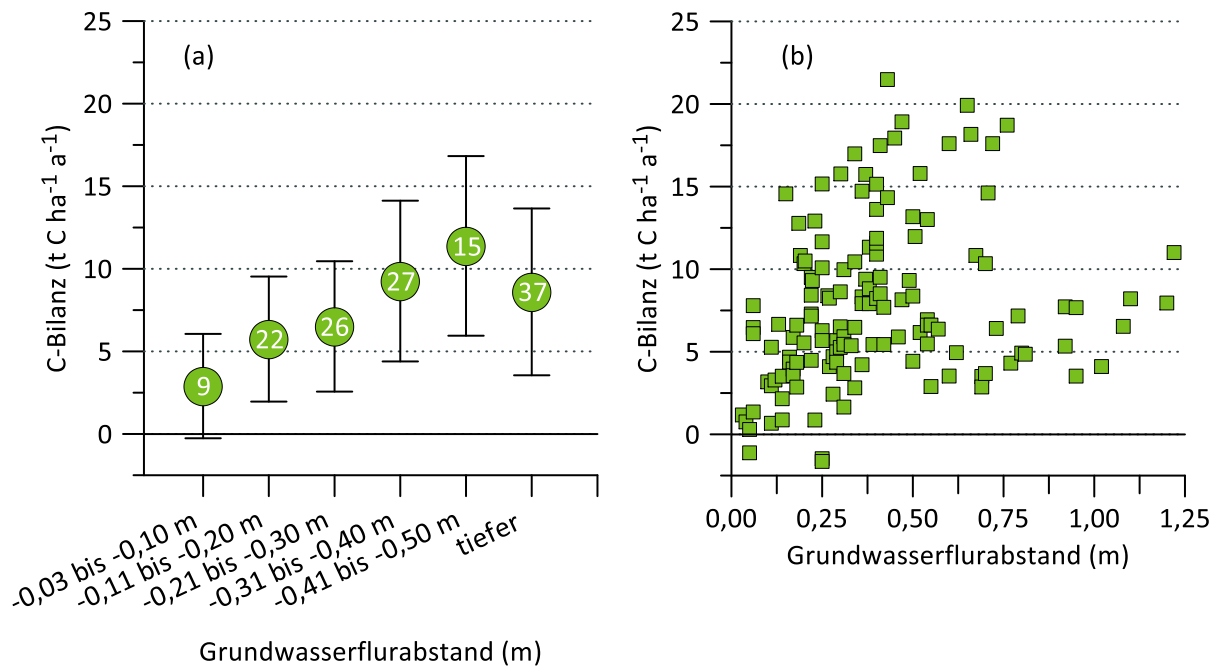 25
20
15
10
5
0
C-Bilanz (t C ha⁻¹ a⁻¹)
(a)
9
22
26
27
15
37
-0,03 bis -0,10 m
-0,11 bis -0,20 m
-0,21 bis -0,30 m
-0,31 bis -0,40 m
-0,41 bis -0,50 m
tiefer
Grundwasserflurabstand (m)
25
20
15
10
5
0
C-Bilanz (t C ha⁻¹ a⁻¹)
(b)
0,00 0,25 0,50 0,75 1,00 1,25
Grundwasserflurabstand (m)